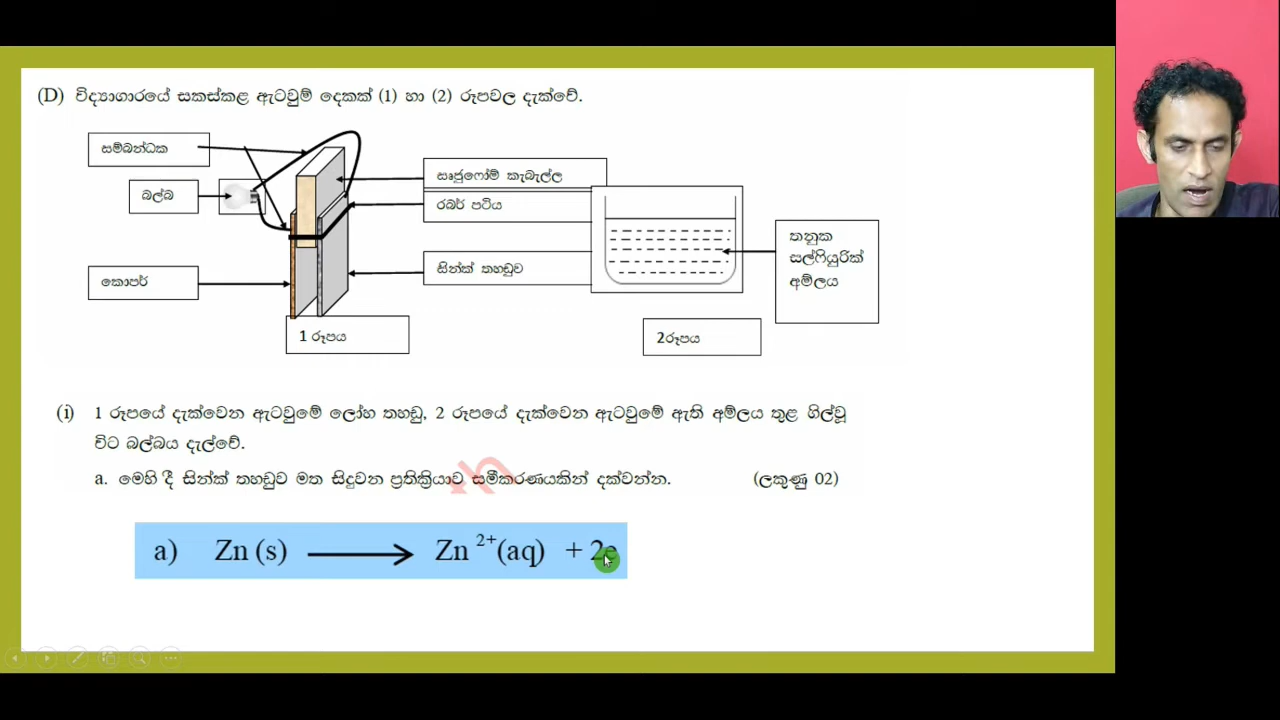 (D) විද්‍යාගාරයේ සකස්කළ ඇටවුම් දෙකක් (1) හා (2) රූපවල දැක්වේ.
සම්බන්ධක
බල්බ
කොපර්
සෘජුෆෝම් කැබැල්ල
රබර් පටිය
සින්ක් තහඩුව
1 රූපය
තනුක
සල්ෆියුරික්
අම්ලය
2රූපය
(i) 1 රූපයේ දැක්වෙන ඇටවුමේ ලෝහ තහඩු, 2 රූපයේ දැක්වෙන ඇටවුමේ ඇති අම්ලය තුළ ගිල්වූ
විට බල්බය දැල්වේ.
a. මෙහි දී සින්ක් තහඩුව මත සිදුවන ප්‍රතික්‍රියාව සමීකරණයකින් දක්වන්න. (ලකුණු 02)
a) Zn (s) ⟶ Zn ²⁺(aq) + 2e